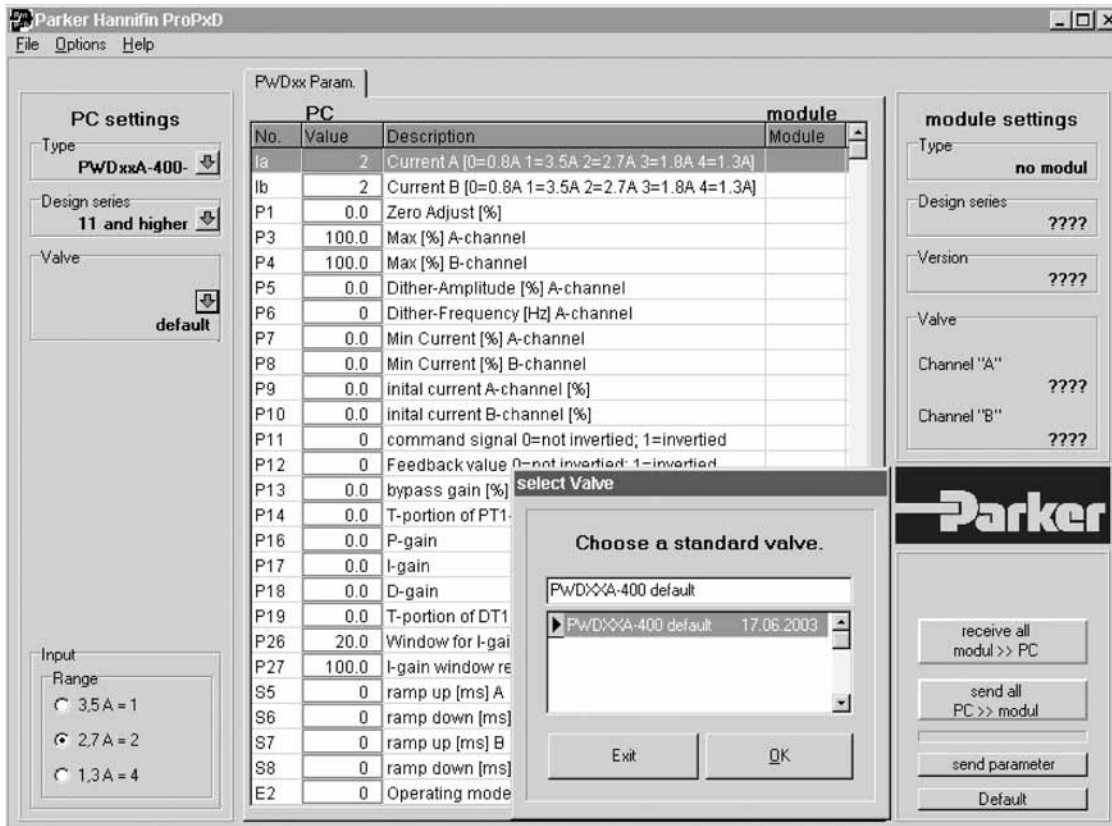 Parker Hannifin ProPxD
File Options Help
PC settings
Type
PWDxxA-400-
Design series
11 and higher
Valve
default
Input
Range
3,5 A = 1
2,7 A = 2
1,3 A = 4
PWDxx Param.
PC module
No. Value Description Module
Ia 2 Current A [0=0.8A 1=3.5A 2=2.7A 3=1.8A 4=1.3A]
Ib 2 Current B [0=0.8A 1=3.5A 2=2.7A 3=1.8A 4=1.3A]
P1 0.0 Zero Adjust [%]
P3 100.0 Max [%] A-channel
P4 100.0 Max [%] B-channel
P5 0.0 Dither-Amplitude [%] A-channel
P6 0 Dither-Frequency [Hz] A-channel
P7 0.0 Min Current [%] A-channel
P8 0.0 Min Current [%] B-channel
P9 0.0 inital current A-channel [%]
P10 0.0 inital current B-channel [%]
P11 0 command signal 0=not invertied; 1=invertied
P12 0 Feedback value 0=not invertied; 1=invertied
P13 0.0 bypass gain [%]
P14 0.0 T-portion of PT1-
P16 0.0 P-gain
P17 0.0 I-gain
P18 0.0 D-gain
P19 0.0 T-portion of DT1
P26 20.0 Window for I-gai
P27 100.0 I-gain window re
S5 0 ramp up [ms] A
S6 0 ramp down [ms]
S7 0 ramp up [ms] B
S8 0 ramp down [ms]
E2 0 Operating mode
select Valve
Choose a standard valve.
PWDXXA-400 default
PWDXXA-400 default 17.06.2003
Exit OK
module settings
Type
no modul
Design series
????
Version
????
Valve
Channel "A"
????
Channel "B"
????
Parker
receive all
modul >> PC
send all
PC >> modul
send parameter
Default